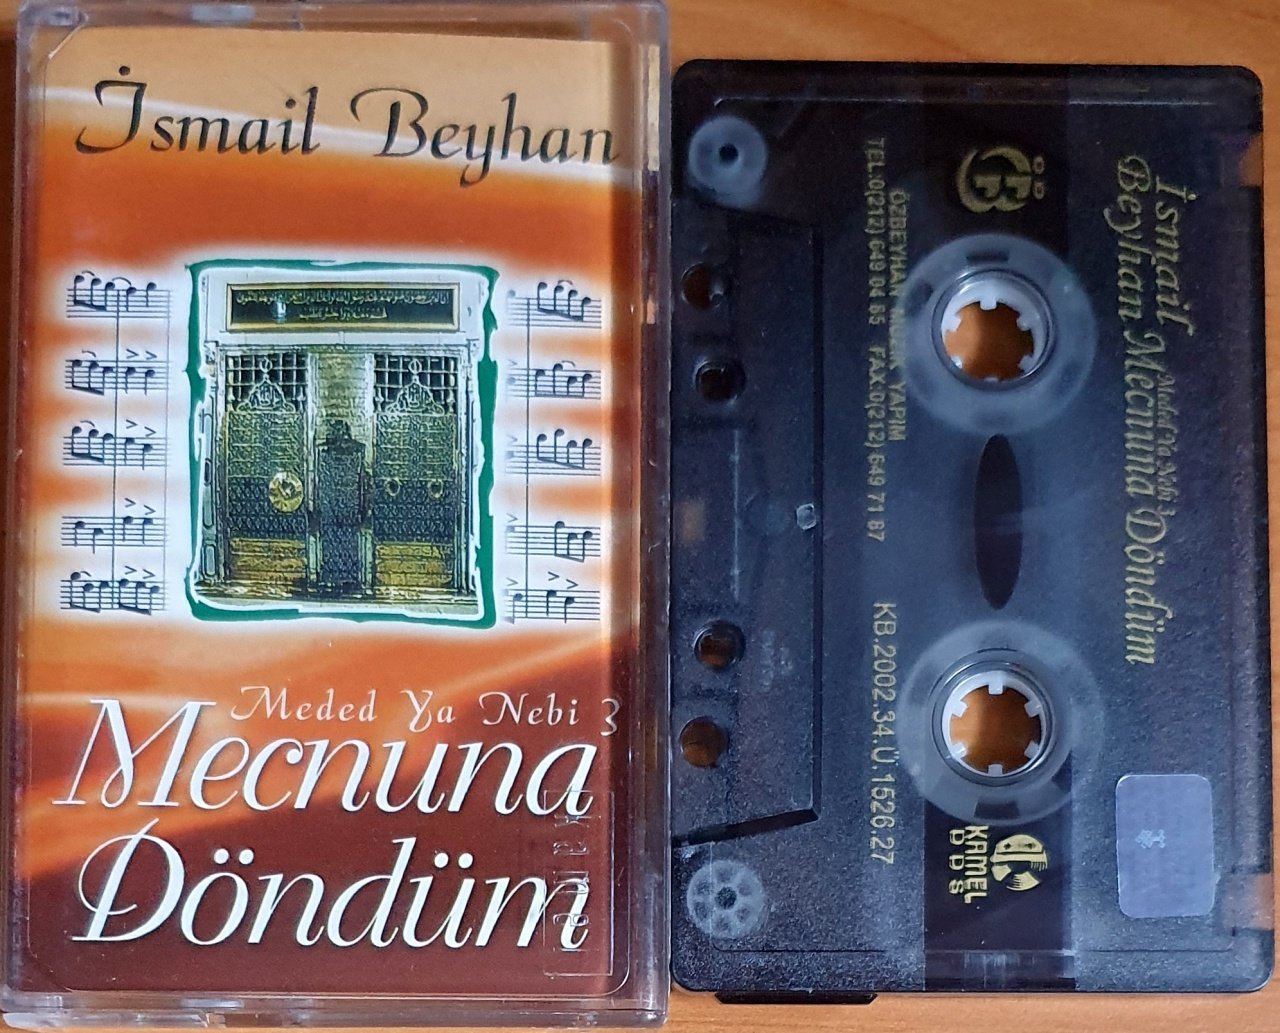 İsmail Beyhan
Meded Ya Nebi 3
Mecnuna
Döndüm
İsmail
Beyhan
Meded Ya Nebi 3
Mecnuna Döndüm
ÖZBEYHAN MÜZİK YAPIM
TEL:0(212) 649 04 65 FAX:0(212) 649 71 87
KB.2002.34.Ü.1526.27
KAMEL